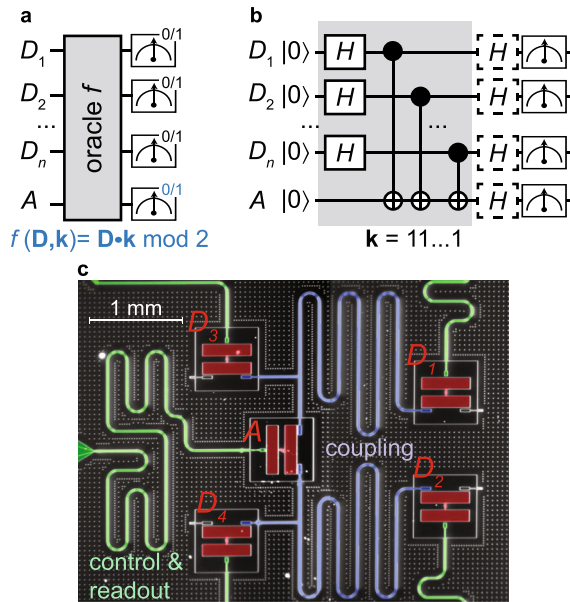 a
D1
0/1
D2
0/1
...
Dn
0/1
A
0/1
oracle f
f (D,k)= D•k mod 2
b
D1 |0⟩ H H
D2 |0⟩ H H
... ...
Dn |0⟩ H H
A |0⟩ H
k = 11...1
c
1 mm
D3
D1
A
coupling
D2
D4
control &
readout